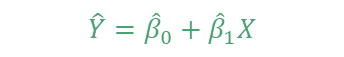 Ŷ = β̂₀ + β̂₁X